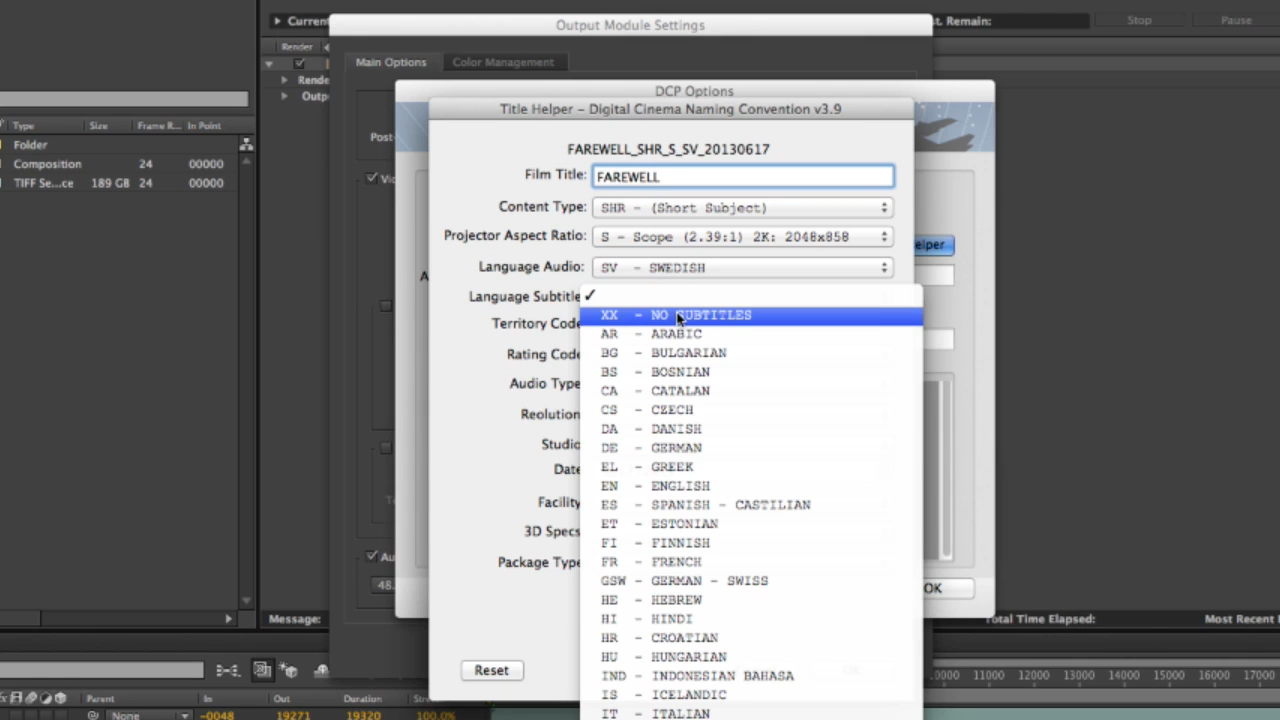 Output Module Settings
Current
t. Remain:
Stop
Pause
Render
Main Options
Color Management
Rende
Outp
DCP Options
Title Helper – Digital Cinema Naming Convention v3.9
Type
Size
Frame R...
In Point
Folder
Composition
24
00000
TIFF Se...ce
189 GB
24
00000
Post-
Vid
FAREWELL_SHR_S_SV_20130617
Film Title:
FAREWELL
Content Type:
SHR - (Short Subject)
Projector Aspect Ratio:
S - Scope (2.39:1) 2K: 2048x858
elper
Language Audio:
SV - SWEDISH
A
Language Subtitle
✓
Territory Code
Rating Code
Audio Type
Reolution
Studio
Date
Facility
3D Specs
Package Type
XX - NO SUBTITLES
AR - ARABIC
BG - BULGARIAN
BS - BOSNIAN
CA - CATALAN
CS - CZECH
DA - DANISH
DE - GERMAN
EL - GREEK
EN - ENGLISH
ES - SPANISH - CASTILIAN
ET - ESTONIAN
FI - FINNISH
FR - FRENCH
GSW - GERMAN - SWISS
HE - HEBREW
HI - HINDI
HR - CROATIAN
HU - HUNGARIAN
IND - INDONESIAN BAHASA
IS - ICELANDIC
IT - ITALIAN
Au
48.
OK
Message:
Total Time Elapsed:
Most Recent
Reset
0000 11000 12000 13000 14000 15000 16000 17000
Parent
In
Out
Duration
Stre
None
-0048
19271
19320
100.0%